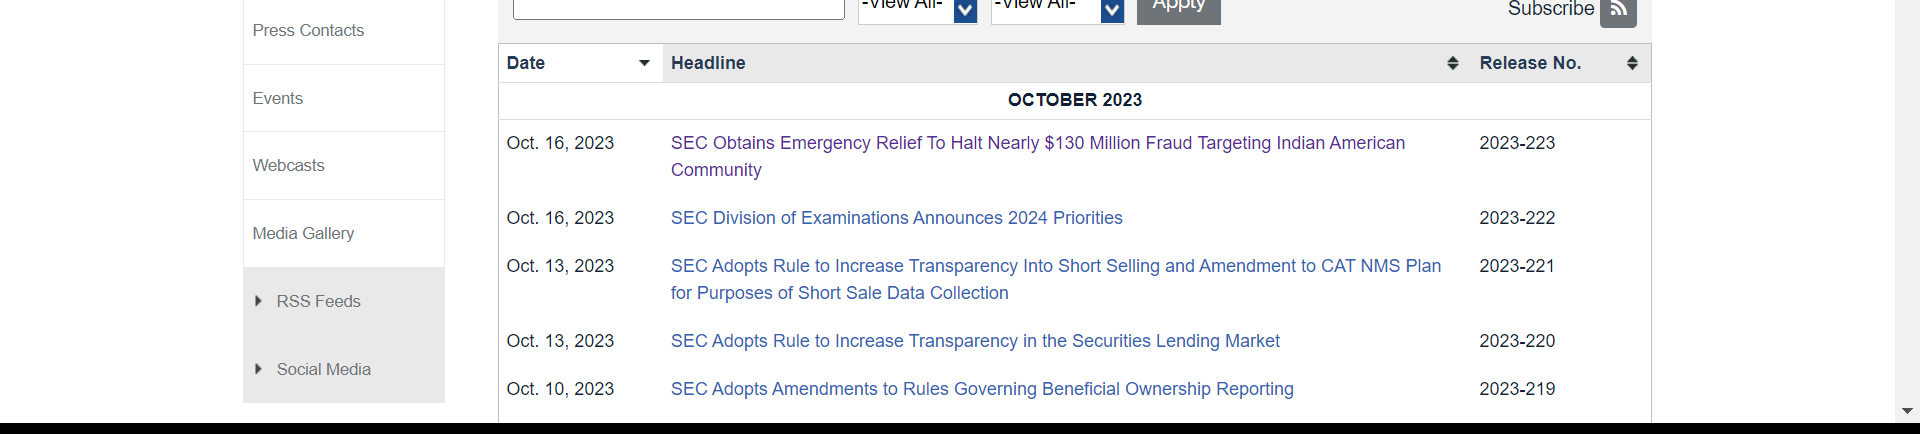 -View All-
-View All-
Apply
Subscribe
Press Contacts
Events
Webcasts
Media Gallery
RSS Feeds
Social Media
Date Headline Release No.
OCTOBER 2023
Oct. 16, 2023 SEC Obtains Emergency Relief To Halt Nearly $130 Million Fraud Targeting Indian American 2023-223
Community
Oct. 16, 2023 SEC Division of Examinations Announces 2024 Priorities 2023-222
Oct. 13, 2023 SEC Adopts Rule to Increase Transparency Into Short Selling and Amendment to CAT NMS Plan 2023-221
for Purposes of Short Sale Data Collection
Oct. 13, 2023 SEC Adopts Rule to Increase Transparency in the Securities Lending Market 2023-220
Oct. 10, 2023 SEC Adopts Amendments to Rules Governing Beneficial Ownership Reporting 2023-219